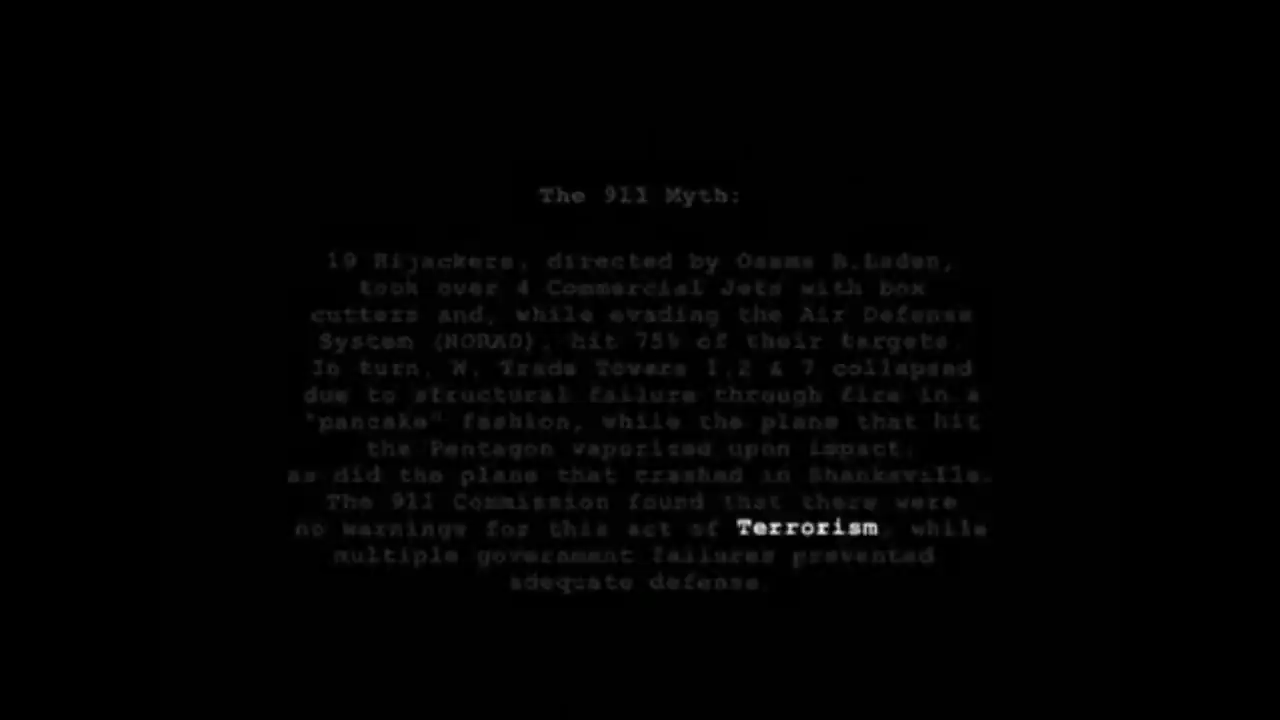 The 911 Myth:
19 Hijackers, directed by Osama B.Laden,
took over 4 Commercial Jets with box
cutters and, while evading the Air Defense
System (NORAD), hit 75% of their targets.
In turn, W. Trade Towers 1,2 & 7 collapsed
due to structural failure through fire in a
"pancake" fashion, while the plane that hit
the Pentagon vaporized upon impact,
as did the plane that crashed in Shanksville.
The 911 Commission found that there were
no warnings for this act of Terrorism, while
multiple government failures prevented
adequate defense.